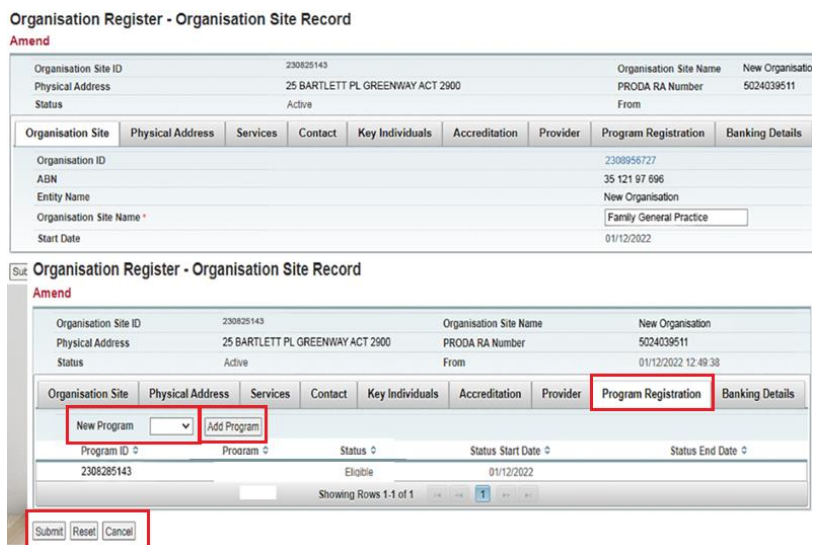 Organisation Register - Organisation Site Record
Amend
Organisation Site ID 230825143 Organisation Site Name New Organisatio
Physical Address 25 BARTLETT PL GREENWAY ACT 2900 PRODA RA Number 5024039511
Status Active From
Organisation Site Physical Address Services Contact Key Individuals Accreditation Provider Program Registration Banking Details
Organisation ID 2308956727
ABN 35 121 97 696
Entity Name New Organisation
Organisation Site Name * Family General Practice
Start Date 01/12/2022
Sub
Organisation Register - Organisation Site Record
Amend
Organisation Site ID 230825143 Organisation Site Name New Organisation
Physical Address 25 BARTLETT PL GREENWAY ACT 2900 PRODA RA Number 5024039511
Status Active From 01/12/2022 12:49:38
Organisation Site Physical Address Services Contact Key Individuals Accreditation Provider Program Registration Banking Details
New Program Add Program
Program ID Program Status Status Start Date Status End Date
2308285143 Eligible 01/12/2022
Showing Rows 1-1 of 1 1
Submit Reset Cancel